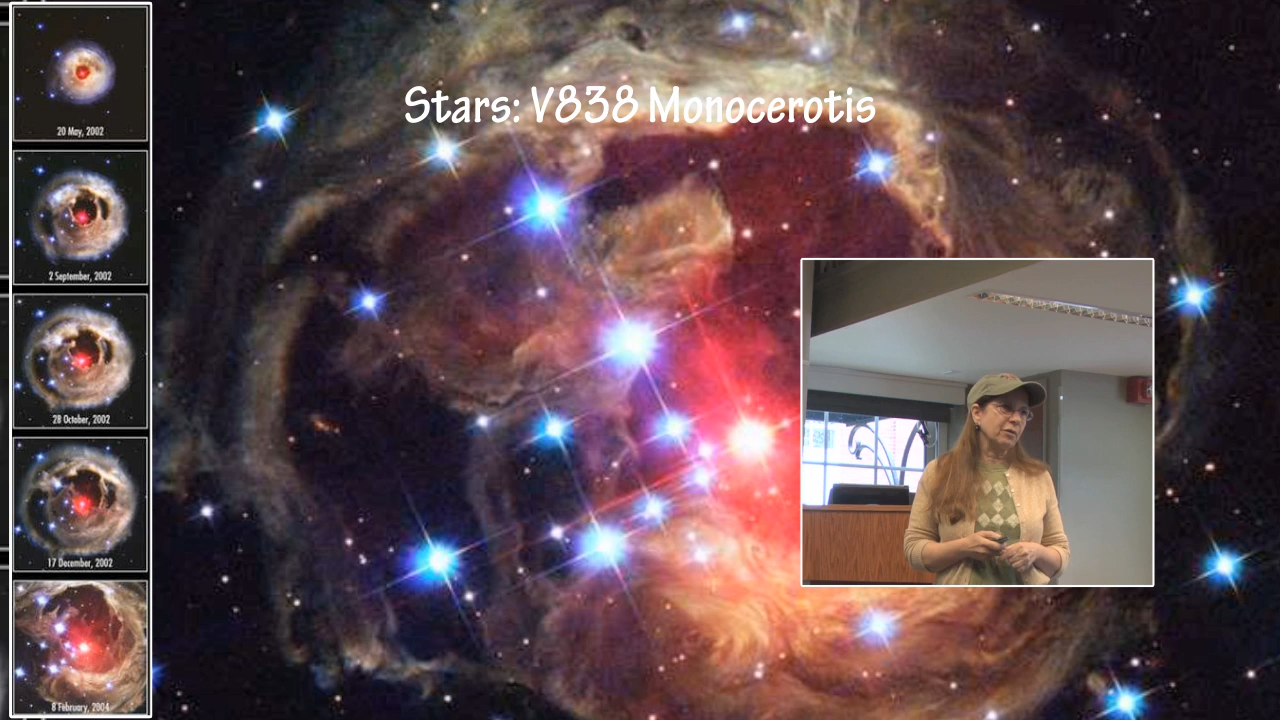 Stars: V838 Monocerotis
20 May, 2002
2 September, 2002
28 October, 2002
17 December, 2002
8 February, 2004